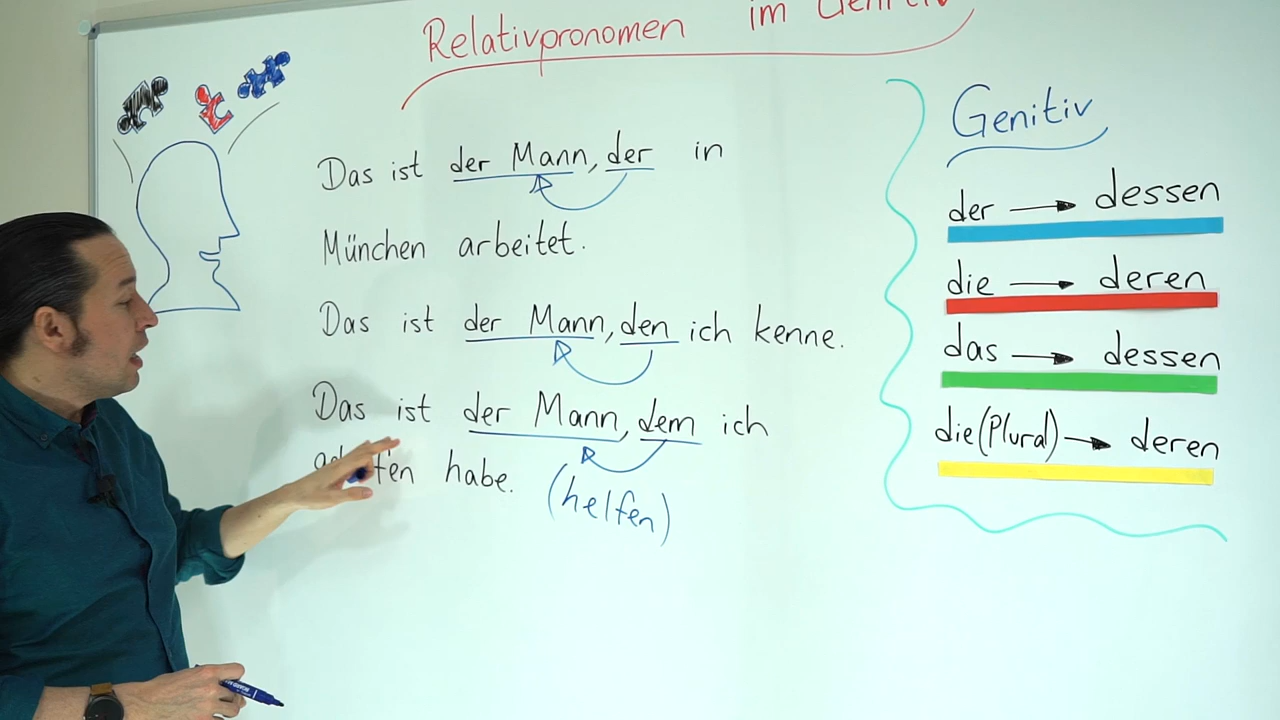 Relativpronomen im Genitiv
Das ist der Mann, der in
München arbeitet.
Das ist der Mann, den ich kenne.
Das ist der Mann, dem ich
habe.
(helfen)
Genitiv
der → dessen
die → deren
das → dessen
die (Plural) → deren